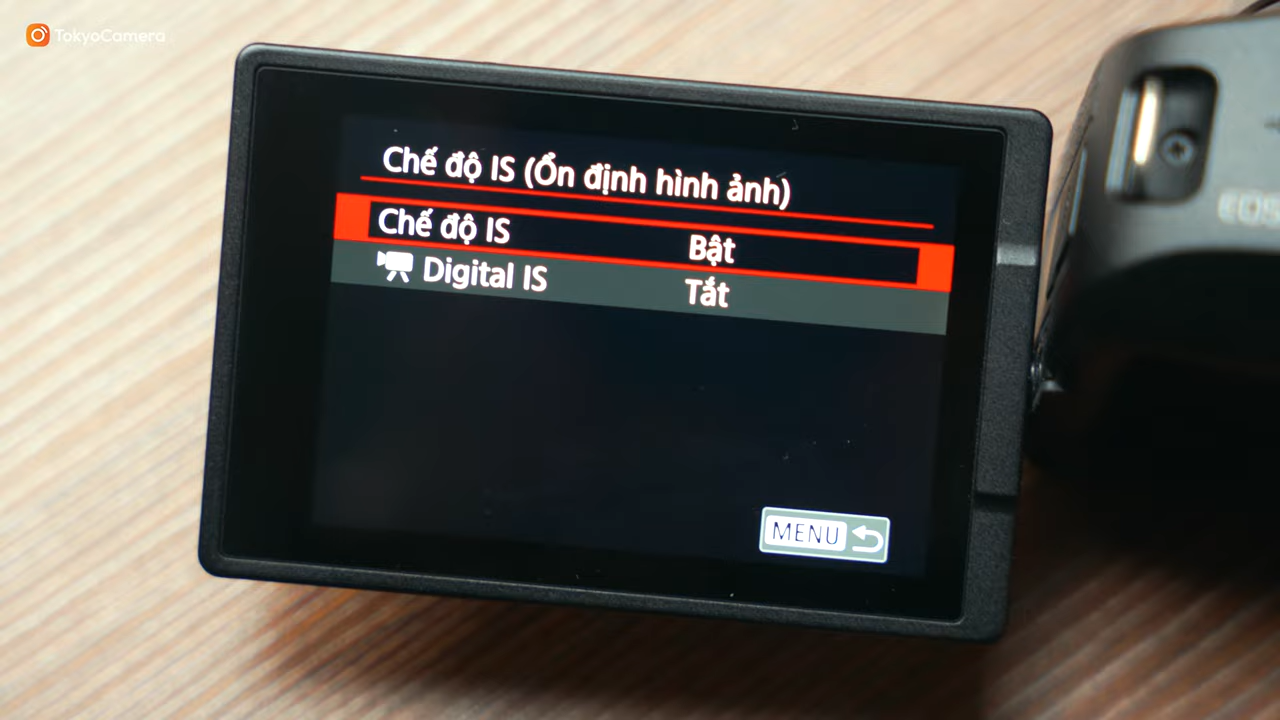 TokyoCamera
Chế độ IS (Ổn định hình ảnh)
Chế độ IS Bật
Digital IS Tắt
MENU
EOS